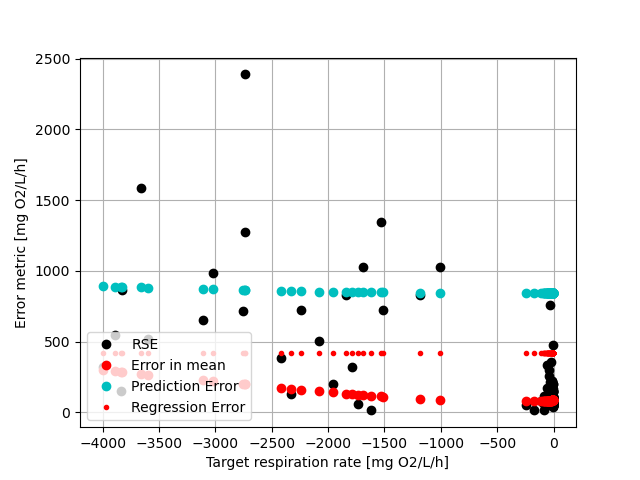 2500
2000
1500
1000
500
0
Error metric [mg O2/L/h]
RSE
Error in mean
Prediction Error
Regression Error
−4000 −3500 −3000 −2500 −2000 −1500 −1000 −500 0
Target respiration rate [mg O2/L/h]